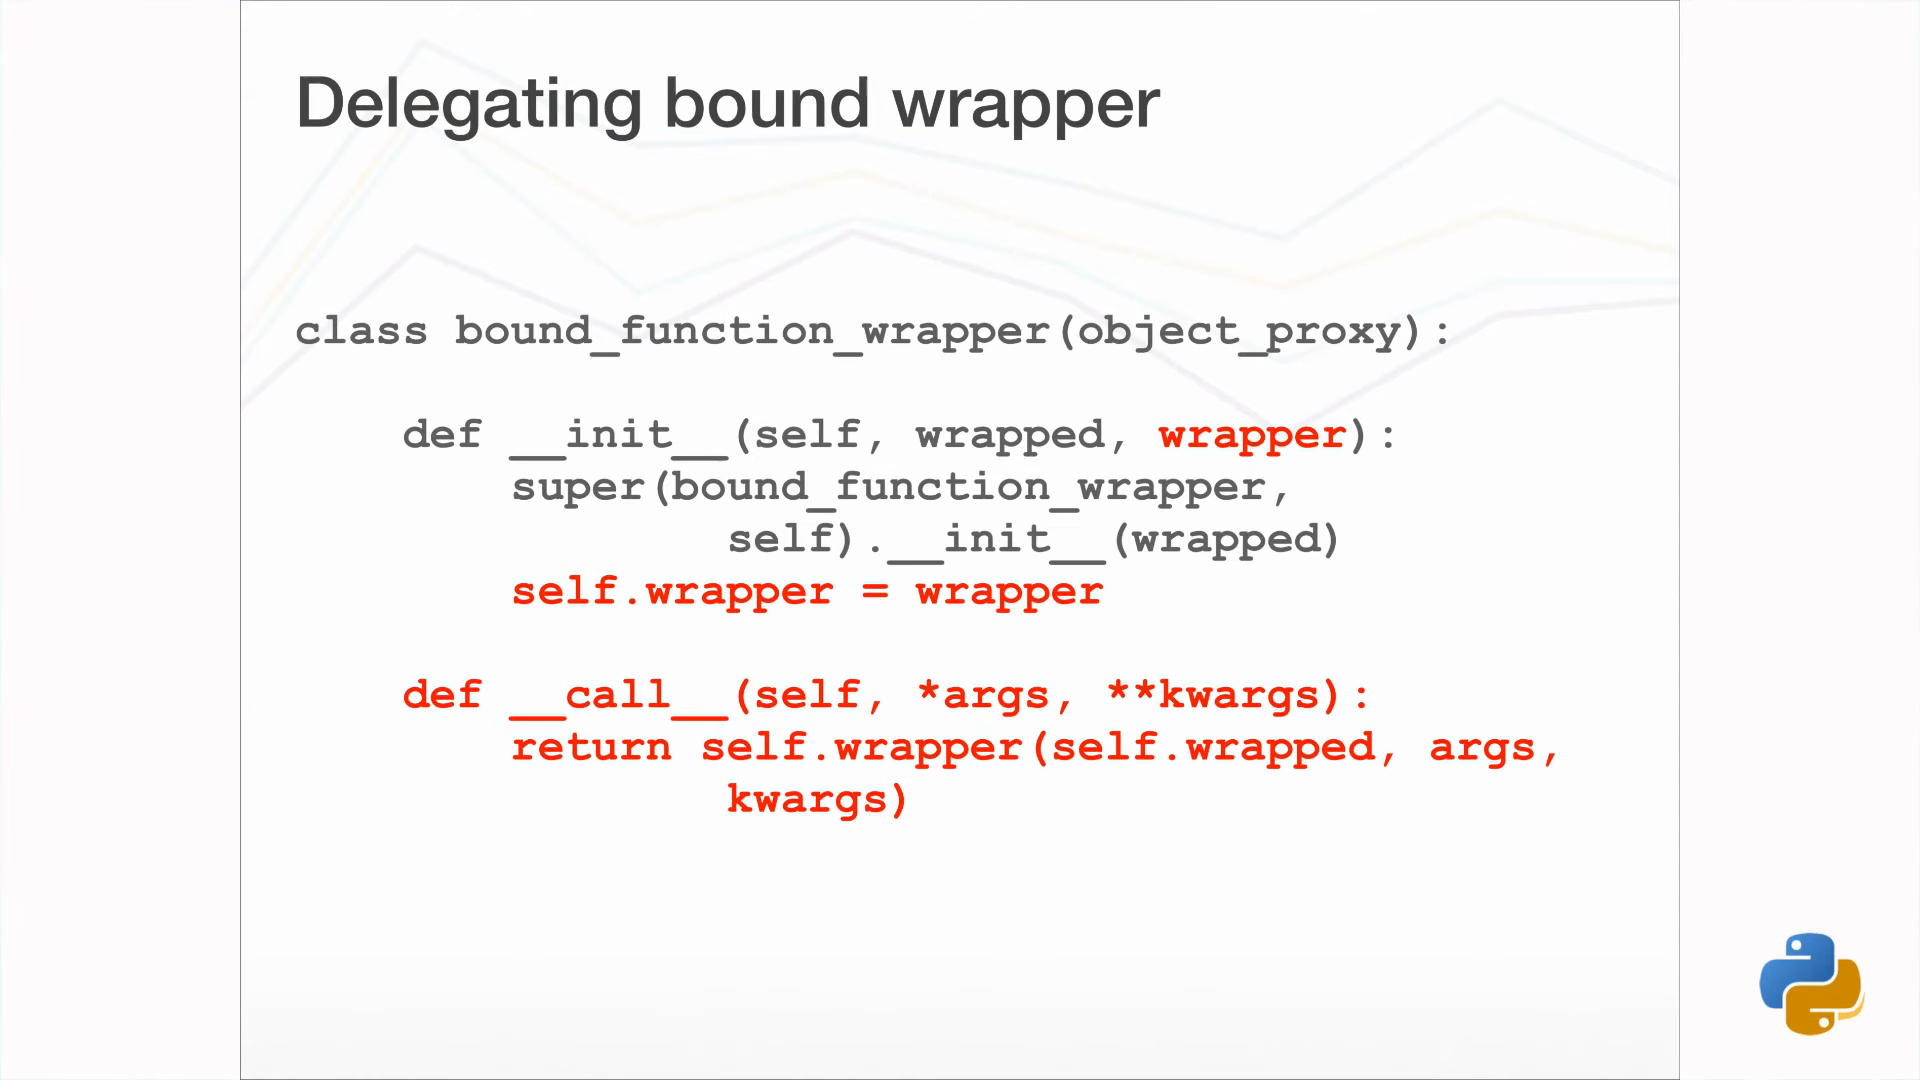 Delegating bound wrapper
class bound_function_wrapper(object_proxy):
def __init__(self, wrapped, wrapper):
super(bound_function_wrapper,
self).__init__(wrapped)
self.wrapper = wrapper
def __call__(self, *args, **kwargs):
return self.wrapper(self.wrapped, args,
kwargs)